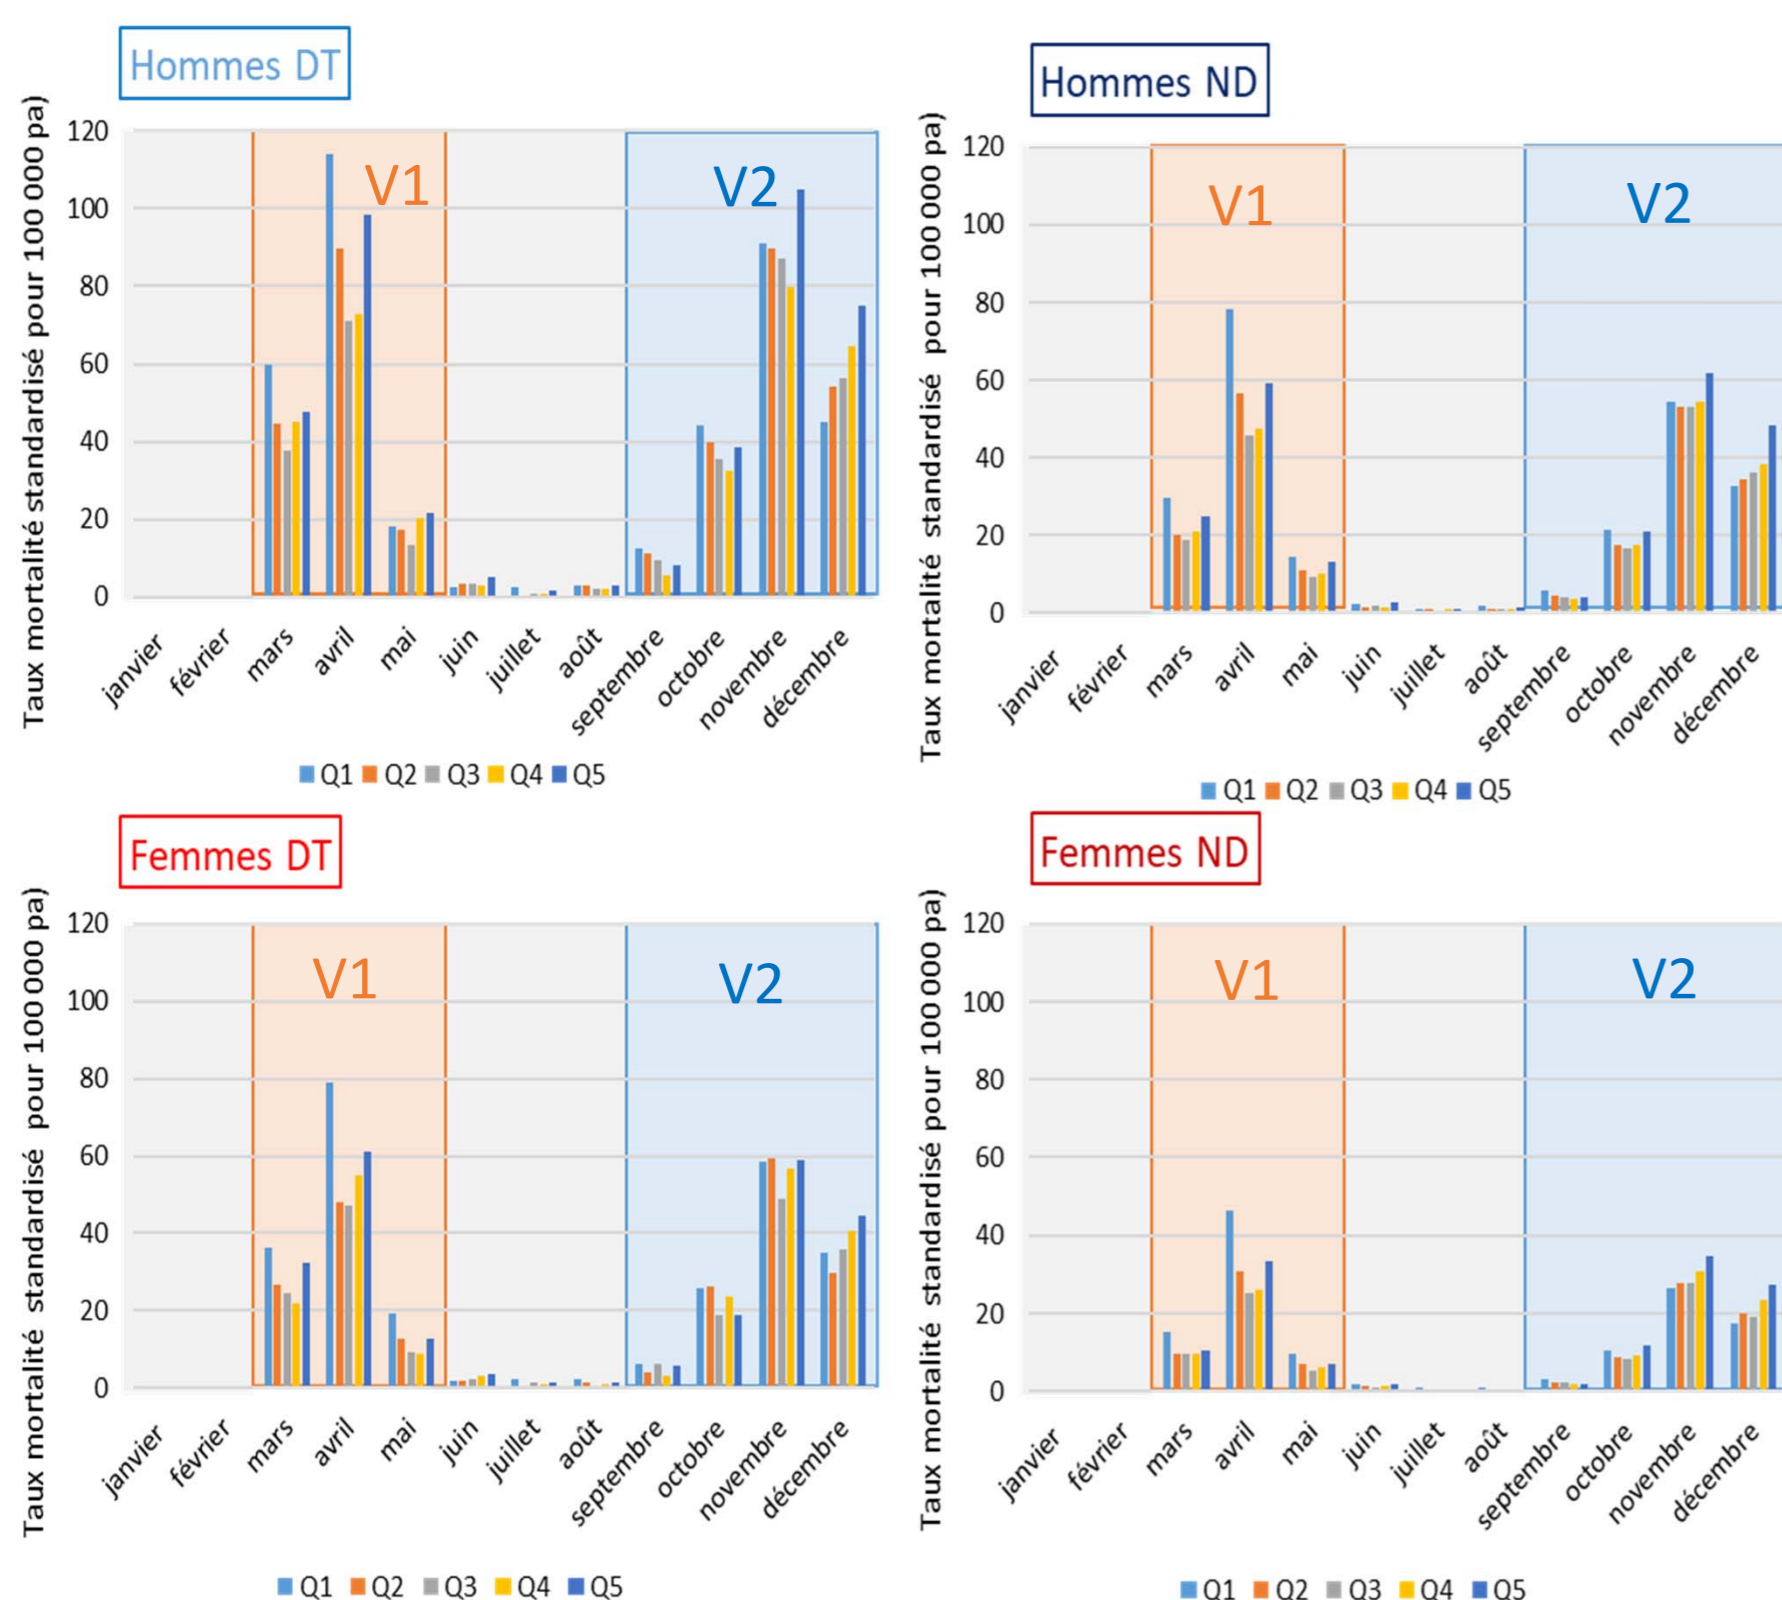 Hommes DT
Taux mortalité standardisé pour 100 000 pa)
120
100
80
60
40
20
0
V1
V2
janvier
février
mars
avril
mai
juin
juillet
août
septembre
octobre
novembre
décembre
Q1 Q2 Q3 Q4 Q5
Hommes ND
Taux mortalité standardisé pour 100 000 pa)
120
100
80
60
40
20
0
V1
V2
janvier
février
mars
avril
mai
juin
juillet
août
septembre
octobre
novembre
décembre
Q1 Q2 Q3 Q4 Q5
Femmes DT
Taux mortalité standardisé pour 100 000 pa)
120
100
80
60
40
20
0
V1
V2
janvier
février
mars
avril
mai
juin
juillet
août
septembre
octobre
novembre
décembre
Q1 Q2 Q3 Q4 Q5
Femmes ND
Taux mortalité standardisé pour 100 000 pa)
120
100
80
60
40
20
0
V1
V2
janvier
février
mars
avril
mai
juin
juillet
août
septembre
octobre
novembre
décembre
Q1 Q2 Q3 Q4 Q5